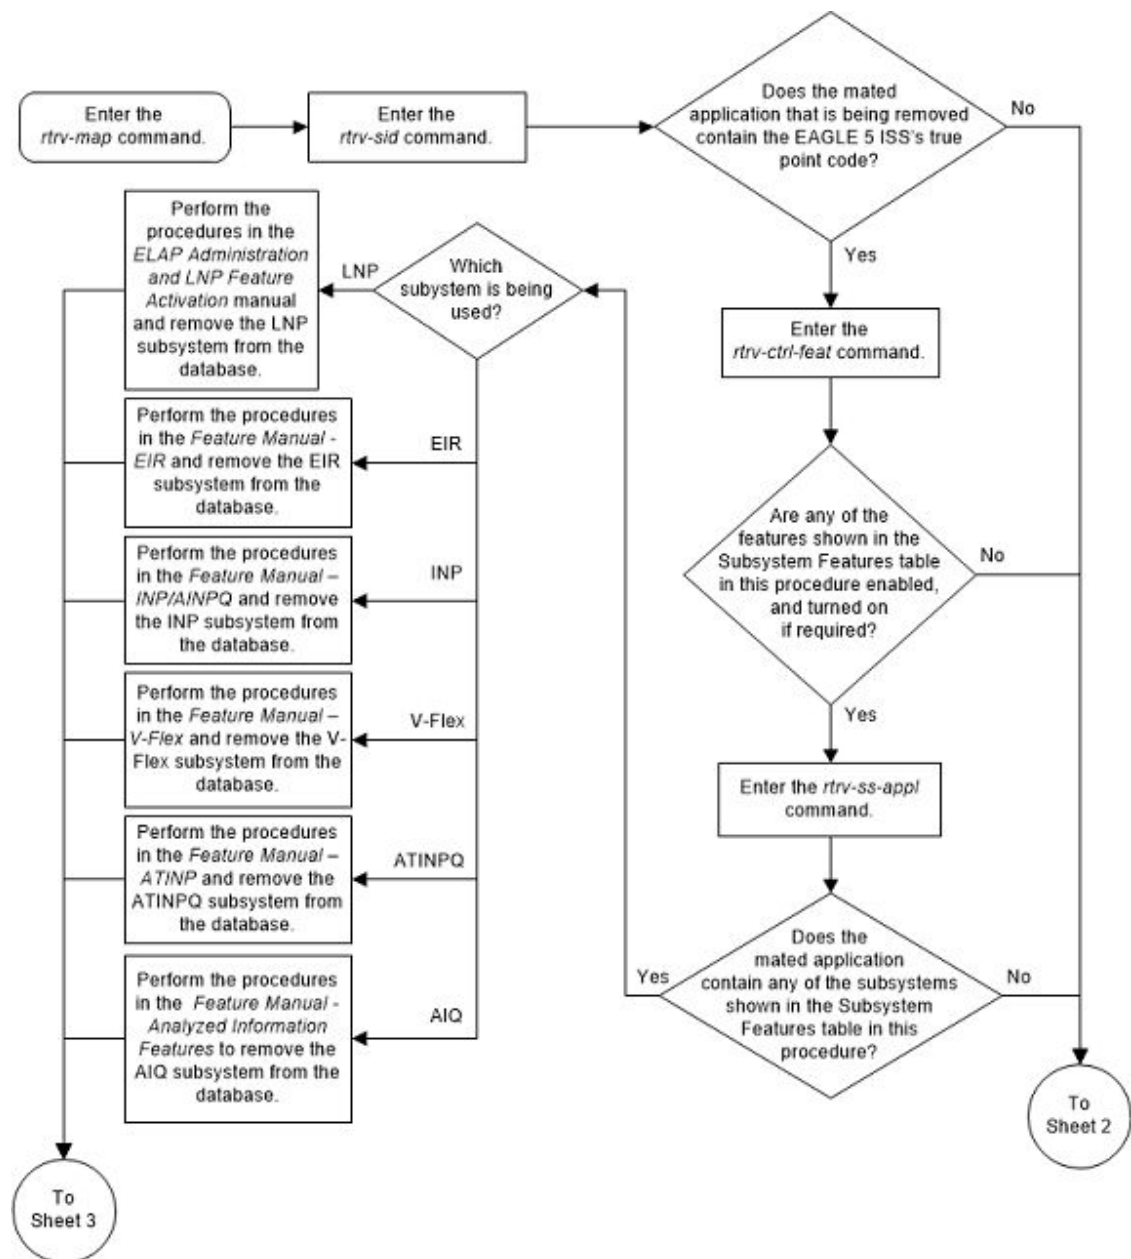 Enter the
rtrv-map command.
Enter the
rtrv-sid command.
Does the mated
application that is being removed
contain the EAGLE 5 ISS's true
point code?
No
Yes
Enter the
rtrv-ctrl-feat command.
Are any of the
features shown in the
Subsystem Features table
in this procedure enabled,
and turned on
if required?
No
Yes
Enter the rtrv-ss-appl
command.
Does the
mated application
contain any of the subsystems
shown in the Subsystem
Features table in this
procedure?
No
Yes
To
Sheet 2
Which
subystem is being
used?
LNP
Perform the
procedures in the
ELAP Administration
and LNP Feature
Activation manual
and remove the LNP
subsystem from the
database.
EIR
Perform the procedures
in the Feature Manual -
EIR and remove the EIR
subsystem from the
database.
INP
Perform the procedures
in the Feature Manual –
INP/AINPQ and remove
the INP subsystem from
the database.
V-Flex
Perform the procedures
in the Feature Manual –
V-Flex and remove the V-
Flex subsystem from the
database.
ATINPQ
Perform the procedures
in the Feature Manual –
ATINP and remove the
ATINPQ subsystem from
the database.
AIQ
Perform the procedures
in the Feature Manual -
Analyzed Information
Features to remove the
AIQ subsystem from the
database.
To
Sheet 3